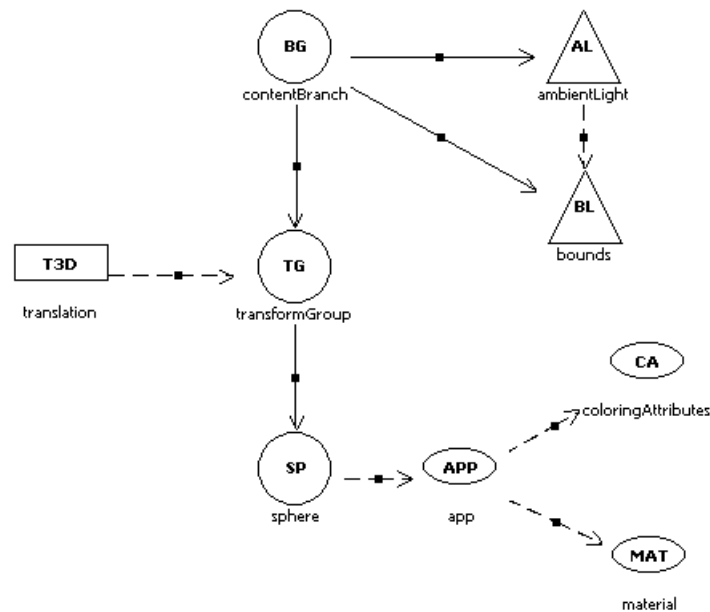 BG
contentBranch
AL
ambientLight
BL
bounds
T3D
translation
TG
transformGroup
CA
coloringAttributes
SP
sphere
APP
app
MAT
material